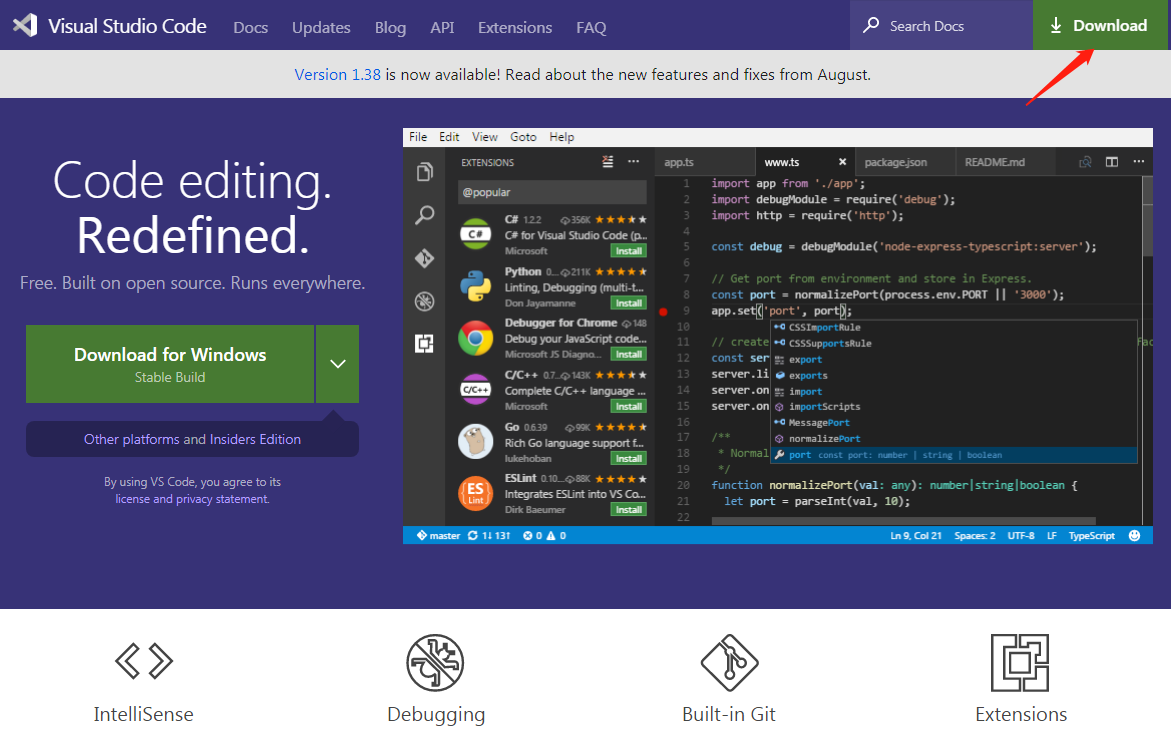 Visual Studio Code Docs Updates Blog API Extensions FAQ Search Docs Download
Version 1.38 is now available! Read about the new features and fixes from August.
Code editing.
Redefined.
Free. Built on open source. Runs everywhere.
Download for Windows
Stable Build
Other platforms and Insiders Edition
By using VS Code, you agree to its
license and privacy statement.
File Edit View Goto Help
EXTENSIONS
@popular
C# 1.2.2 356K
C# for Visual Studio Code (p...
Microsoft Install
C#
Python 0... 211K
Linting, Debugging (multi-t...
Don Jayamanne Install
Debugger for Chrome 148
Debug your JavaScript code...
Microsoft JS Diagno... Install
C/C++ 0.7... 143K
Complete C/C++ language ...
Microsoft Install
C/C++
Go 0.6.39 99K
Rich Go language support f...
lukehoban Install
ESLint 0.10... 88K
Integrates ESLint into VS Co...
Dirk Baeumer Install
ES
Lint
app.ts www.ts package.json README.md
1 import app from './app';
2 import debugModule = require('debug');
3 import http = require('http');
4
5 const debug = debugModule('node-express-typescript:server');
6
7 // Get port from environment and store in Express.
8 const port = normalizePort(process.env.PORT || '3000');
9 app.set('port', port);
10
11 // create
12 const ser
13 server.li
14 server.on
15 server.on
16
17 /**
18 * Normal
19 */
20 function normalizePort(val: any): number|string|boolean {
21 let port = parseInt(val, 10);
22
CSSImportRule
CSSSupportsRule
export
exports
import
importScripts
MessagePort
normalizePort
port const port: number | string | boolean
master 1↓ 13↑ 0 0 Ln 9, Col 21 Spaces: 2 UTF-8 LF TypeScript
IntelliSense Debugging Built-in Git Extensions